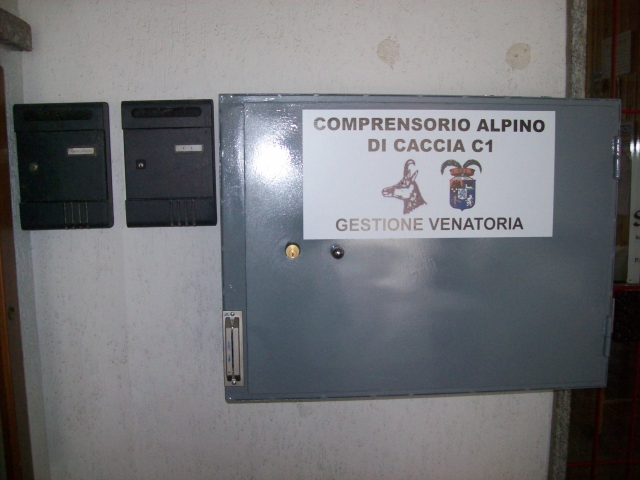 COMPRENSORIO ALPINO
DI CACCIA C1
GESTIONE VENATORIA